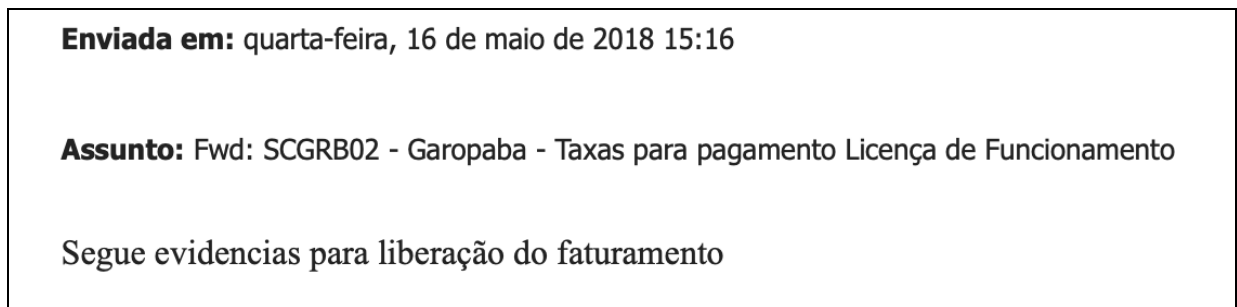 Enviada em: quarta-feira, 16 de maio de 2018 15:16
Assunto: Fwd: SCGRB02 - Garopaba - Taxas para pagamento Licença de Funcionamento
Segue evidencias para liberação do faturamento